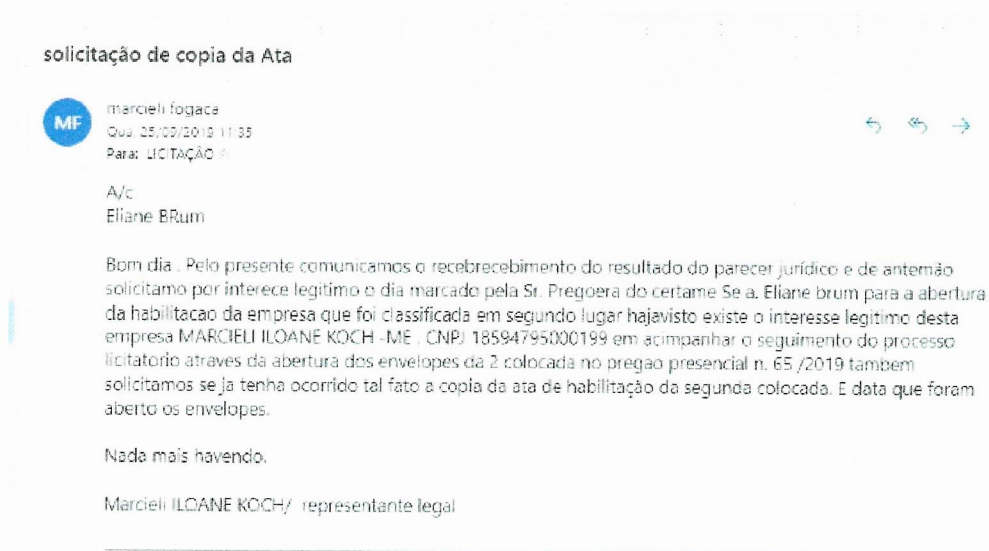 solicitação de copia da Ata
MF
marcieli fogaca
Qua, 25/09/2019 11:35
Para: LICITAÇÃO
A/c
Eliane BRum
Bom dia . Pelo presente comunicamos o recebrecebimento do resultado do parecer jurídico e de antemão
solicitamo por interece legitimo o dia marcado pela Sr. Pregoera do certame Se a. Eliane brum para a abertura
da habilitacao da empresa que foi classificada em segundo lugar hajavisto existe o interesse legitimo desta
empresa MARCIELI ILOANE KOCH -ME . CNPJ 18594795000199 em acimpanhar o seguimento do processo
licitatorio atraves da abertura dos envelopes da 2 colocada no pregao presencial n. 65 /2019 tambem
solicitamos se ja tenha ocorrido tal fato a copia da ata de habilitação da segunda colocada. E data que foram
aberto os envelopes.
Nada mais havendo.
Marcieli ILOANE KOCH/ representante legal